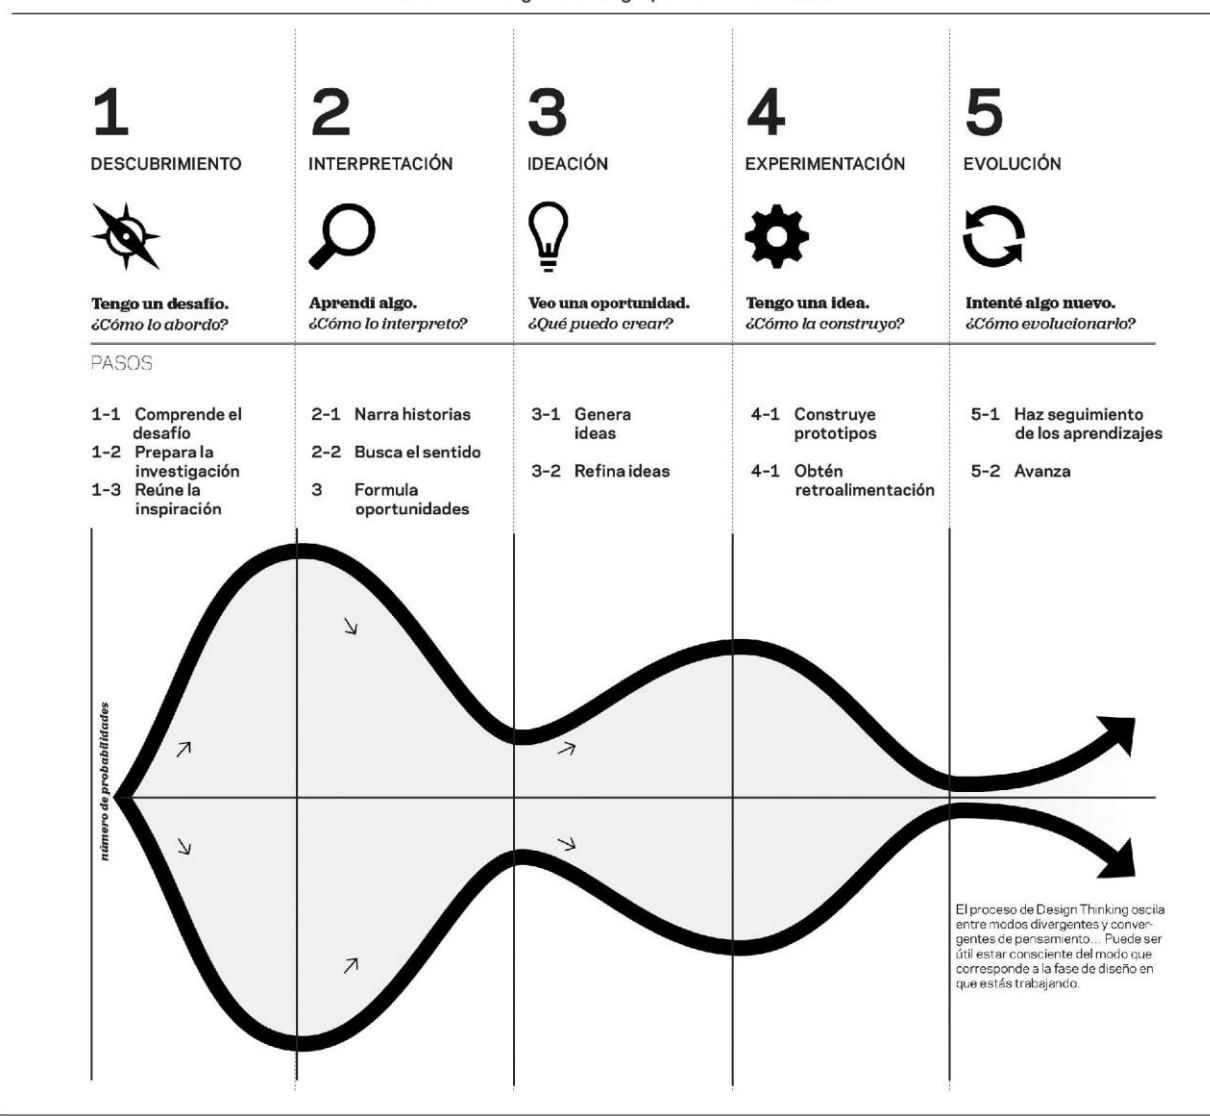 1
DESCUBRIMIENTO
Tengo un desafío.
¿Cómo lo abordo?
2
INTERPRETACIÓN
Aprendí algo.
¿Cómo lo interpreto?
3
IDEACIÓN
Veo una oportunidad.
¿Qué puedo crear?
4
EXPERIMENTACIÓN
Tengo una idea.
¿Cómo la construyo?
5
EVOLUCIÓN
Intenté algo nuevo.
¿Cómo evolucionarlo?
PASOS
1-1 Comprende el
desafío
1-2 Prepara la
investigación
1-3 Reúne la
inspiración
2-1 Narra historias
2-2 Busca el sentido
3 Formula
oportunidades
3-1 Genera
ideas
3-2 Refina ideas
4-1 Construye
prototipos
4-1 Obtén
retroalimentación
5-1 Haz seguimiento
de los aprendizajes
5-2 Avanza
número de probabilidades
El proceso de Design Thinking oscila
entre modos divergentes y conver-
gentes de pensamiento... Puede ser
útil estar consciente del modo que
corresponde a la fase de diseño en
que estás trabajando.